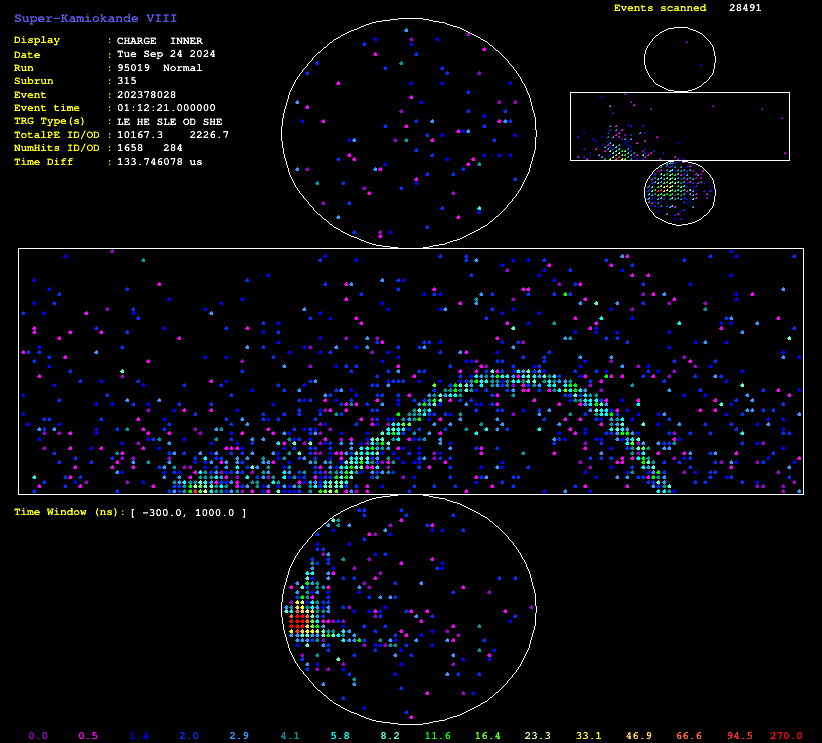 Super-Kamiokande VIII
Events scanned 28491
Display : CHARGE INNER
Date : Tue Sep 24 2024
Run : 95019 Normal
Subrun : 315
Event : 202378028
Event time : 01:12:21.000000
TRG Type(s) : LE HE SLE OD SHE
TotalPE ID/OD : 10167.3 2226.7
NumHits ID/OD : 1658 284
Time Diff : 133.746078 us
Time Window (ns): [ -300.0, 1000.0 ]
0.0 0.5 1.4 2.0 2.9 4.1 5.8 8.2 11.6 16.4 23.3 33.1 46.9 66.6 94.5 270.0